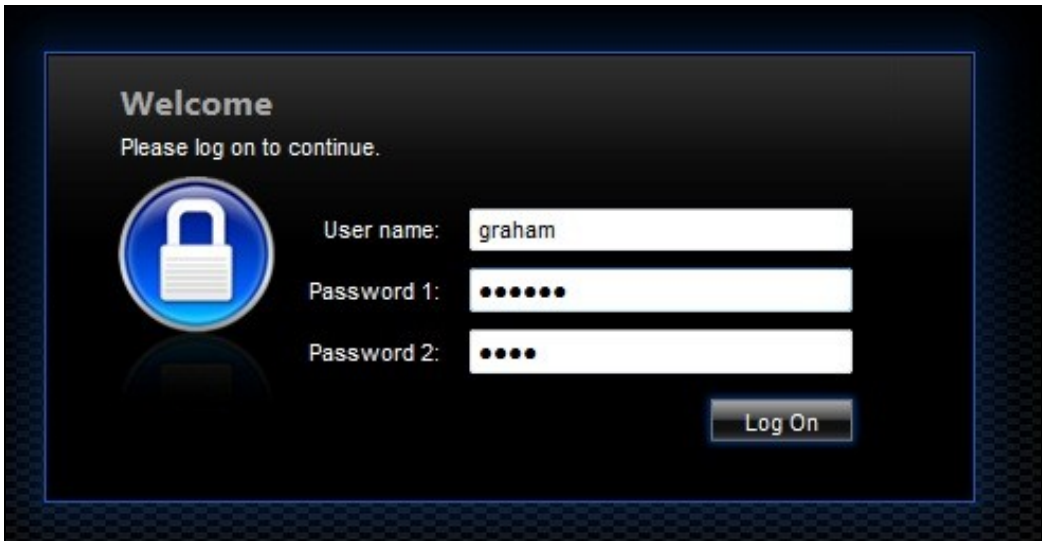 Welcome
Please log on to continue.
User name: graham
Password 1: ••••••
Password 2: ••••
Log On